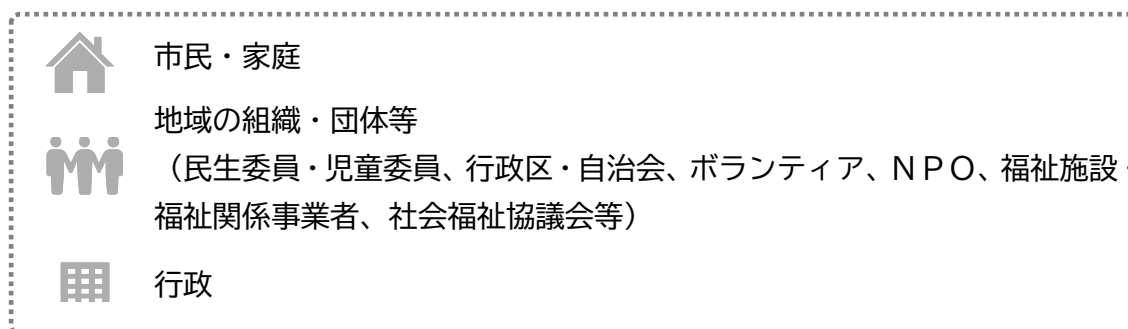 市民・家庭
地域の組織・団体等
（民生委員・児童委員、行政区・自治会、ボランティア、ＮＰＯ、福祉施設・
福祉関係事業者、社会福祉協議会等）
行政